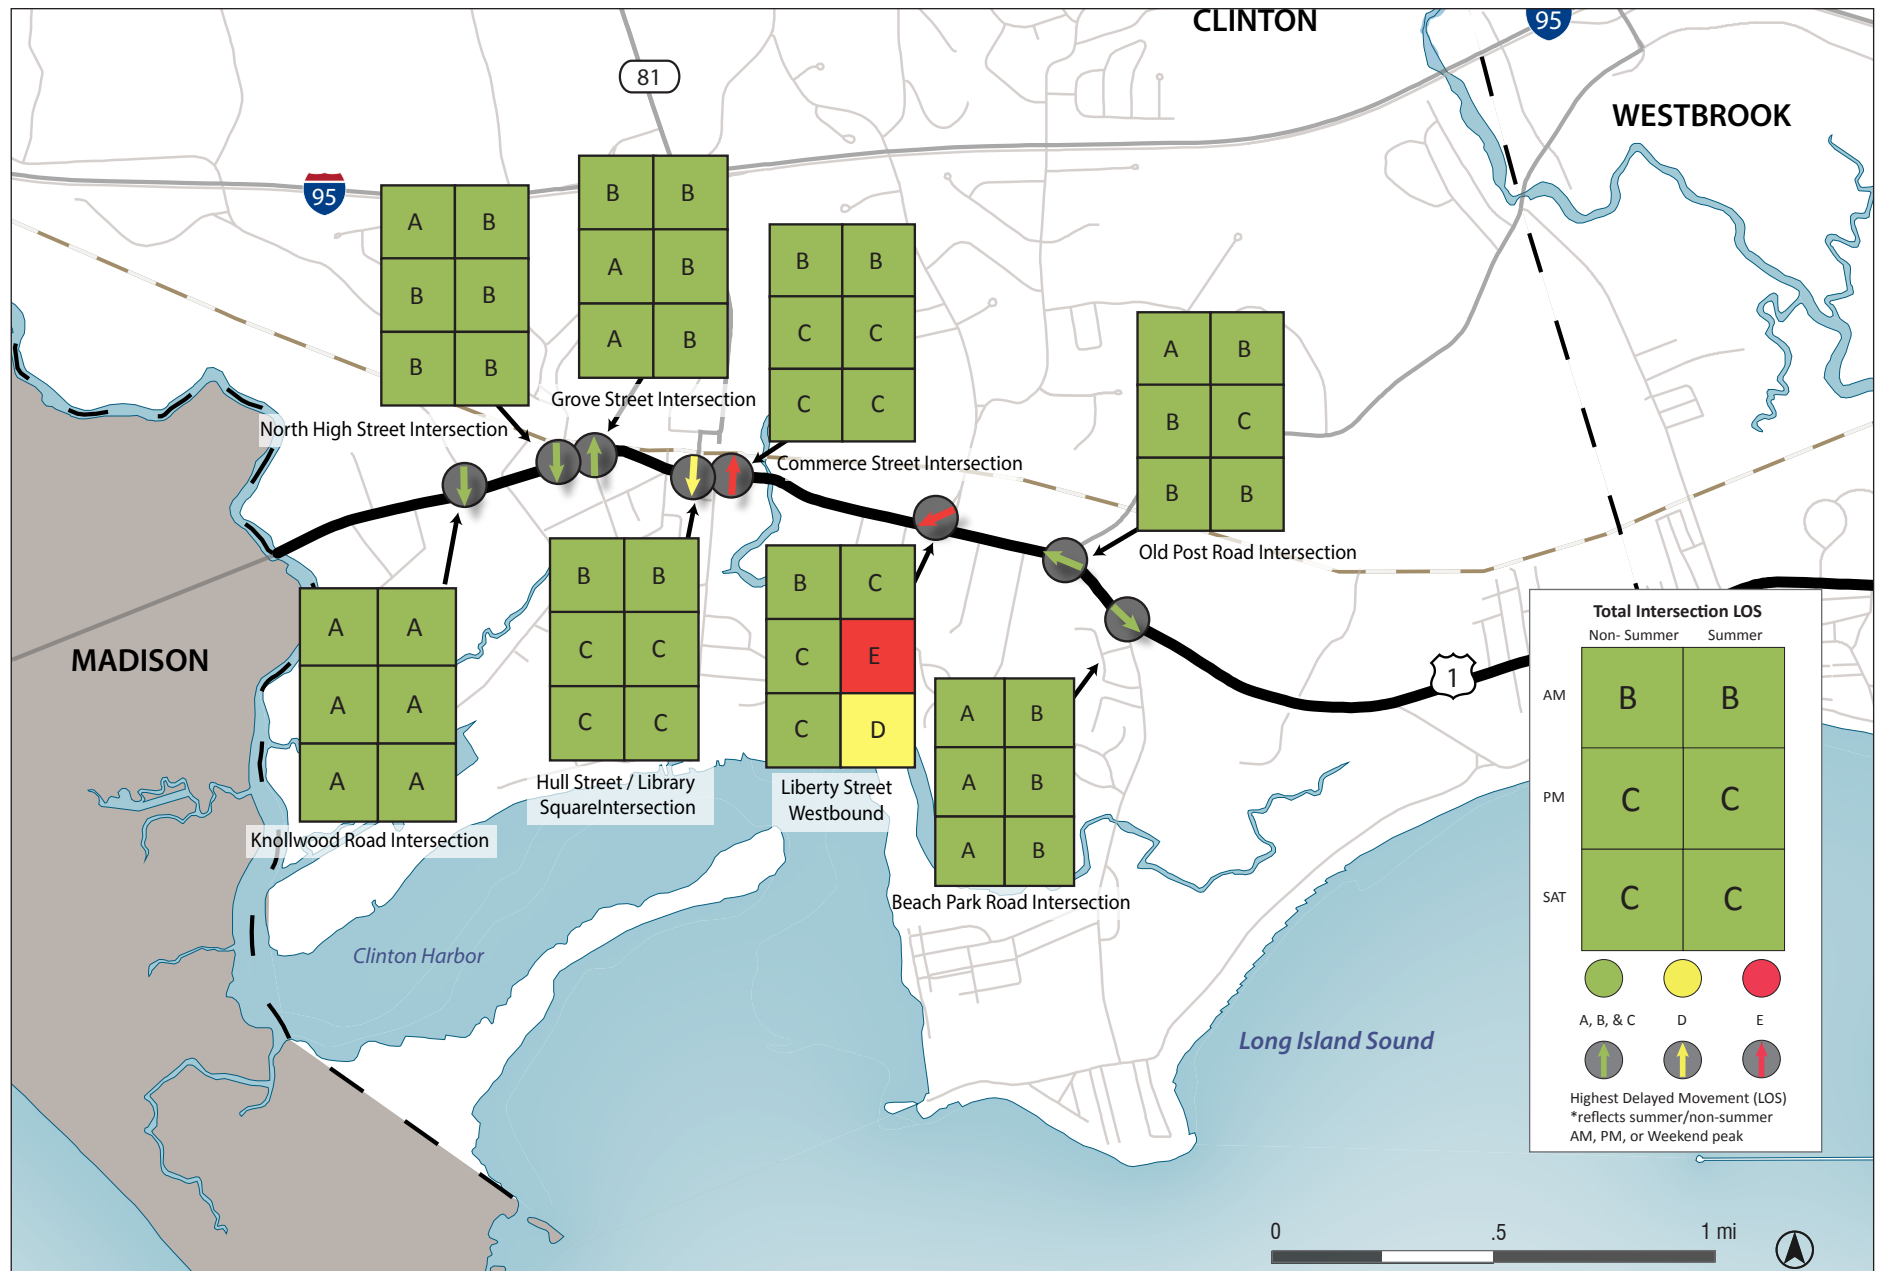 CLINTON
95
81
WESTBROOK
95
A B
B B
B B
North High Street Intersection
B B
A B
A B
Grove Street Intersection
B B
C C
C C
Commerce Street Intersection
A B
B C
B B
Old Post Road Intersection
MADISON
A A
A A
A A
Knollwood Road Intersection
B B
C C
C C
Hull Street / Library
SquareIntersection
B C
C E
C D
Liberty Street
Westbound
A B
A B
A B
Beach Park Road Intersection
1
Clinton Harbor
Long Island Sound
Total Intersection LOS
Non- Summer Summer
AM B B
PM C C
SAT C C
A, B, & C D E
Highest Delayed Movement (LOS)
*reflects summer/non-summer
AM, PM, or Weekend peak
0 .5 1 mi